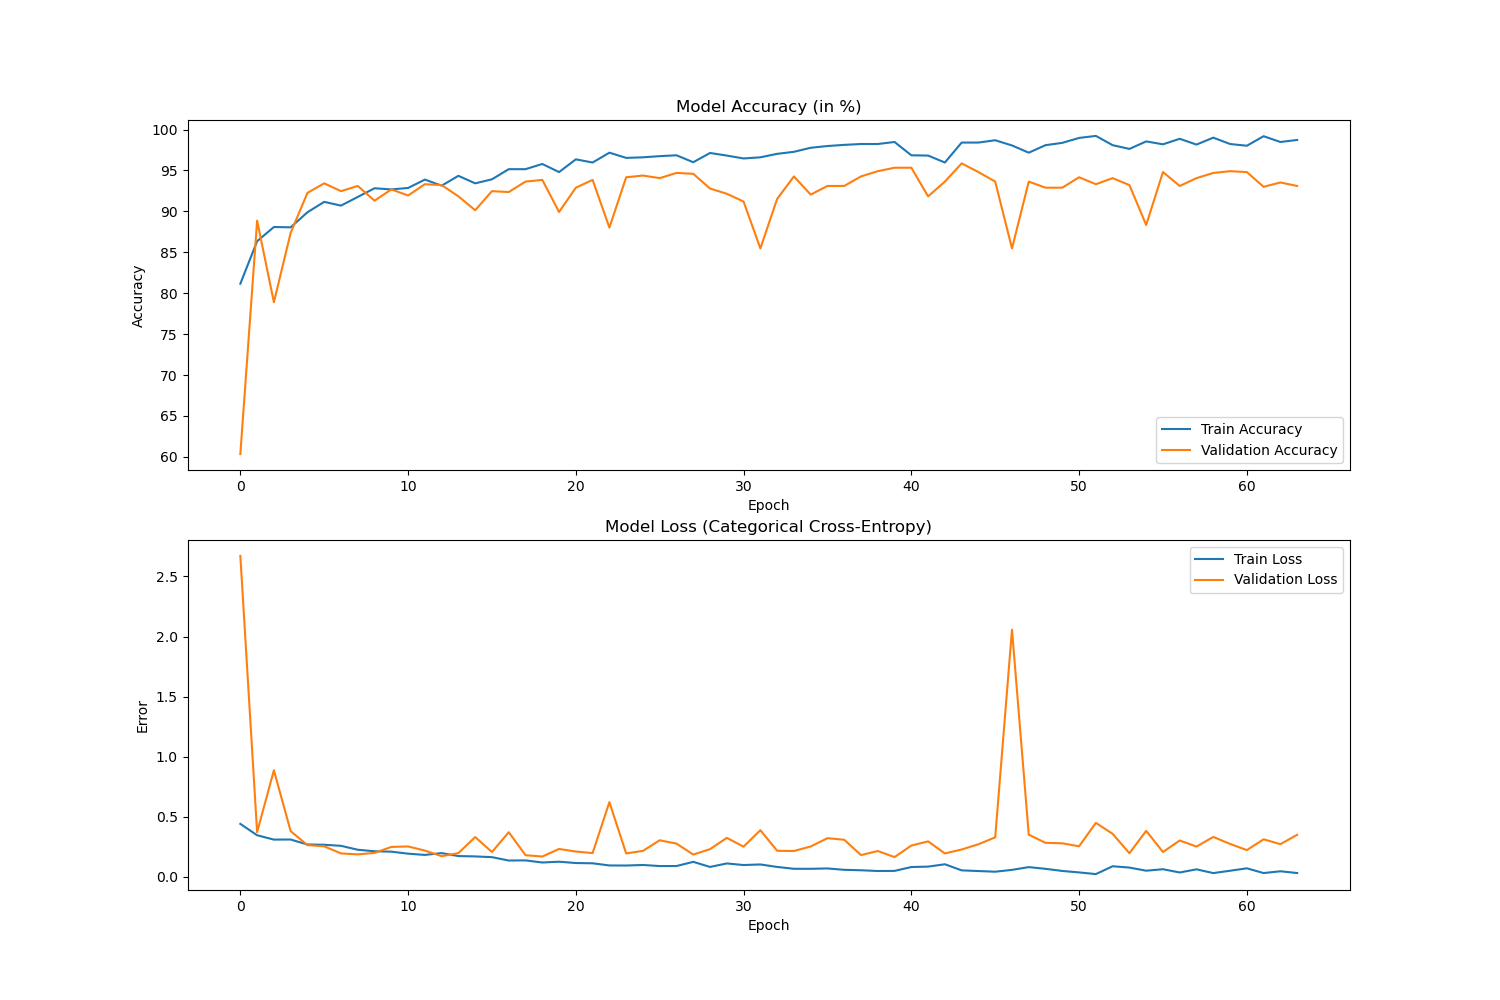 Model Accuracy (in %)
100
95
90
85
80
75
70
65
60
Accuracy
Train Accuracy
Validation Accuracy
0 10 20 30 40 50 60
Epoch
Model Loss (Categorical Cross-Entropy)
2.5
2.0
1.5
1.0
0.5
0.0
Error
Train Loss
Validation Loss
0 10 20 30 40 50 60
Epoch